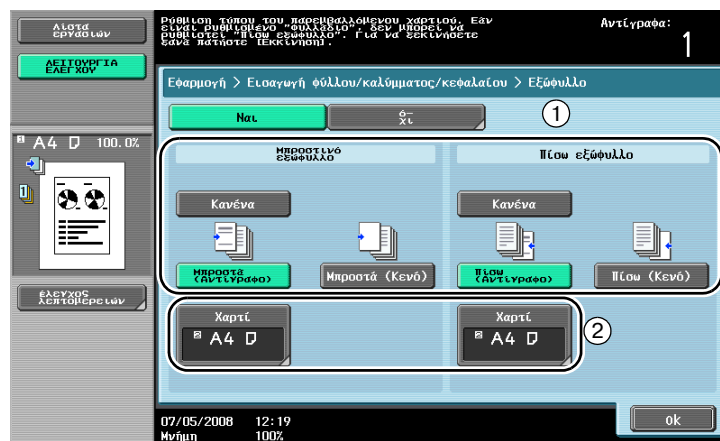 Λίστα
εργασιών
Ρύθμιση τύπου του παρεμβαλλόμενου χαρτιού. Εάν
είναι ρυθμισμένο "φυλλάδιο", δεν μπορεί να
ρυθμιστεί "Πίσω εξώφυλλο". Για να ξεκινήσετε
ξανά πατήστε [Εκκίνηση].
Αντίγραφα:
1
ΛΕΙΤΟΥΡΓΙΑ
ΕΛΕΓΧΟΥ
Εφαρμογή > Εισαγωγή φύλλου/καλύμματος/κεφαλαίου > Εξώφυλλο
Ναι
ό-
χι
1
A4 100.0%
Μπροστινό
εξώφυλλο
Πίσω εξώφυλλο
Κανένα
Κανένα
Μπροστά
(Αντίγραφο)
Μπροστά (Κενό)
Πίσω
(Αντίγραφο)
Πίσω (Κενό)
έλεγχος
λεπτομερειών
Χαρτί
2 A4
Χαρτί
2 A4
2
ok
07/05/2008 12:19
Μνήμη 100%